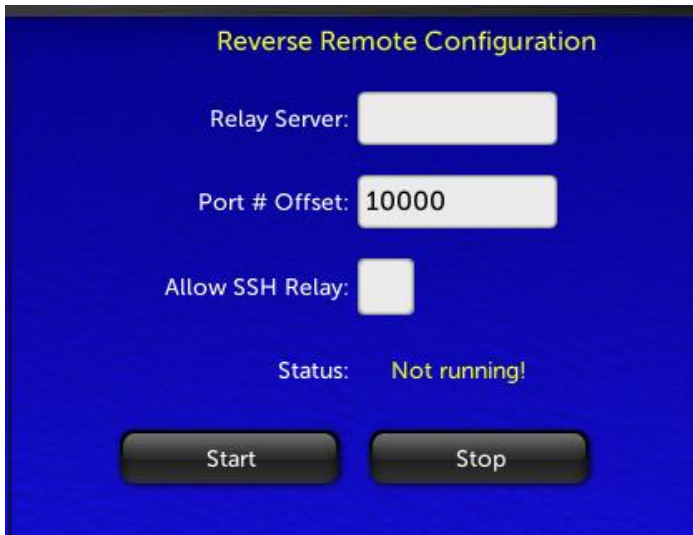 Reverse Remote Configuration
Relay Server:
Port # Offset: 10000
Allow SSH Relay:
Status: Not running!
Start Stop